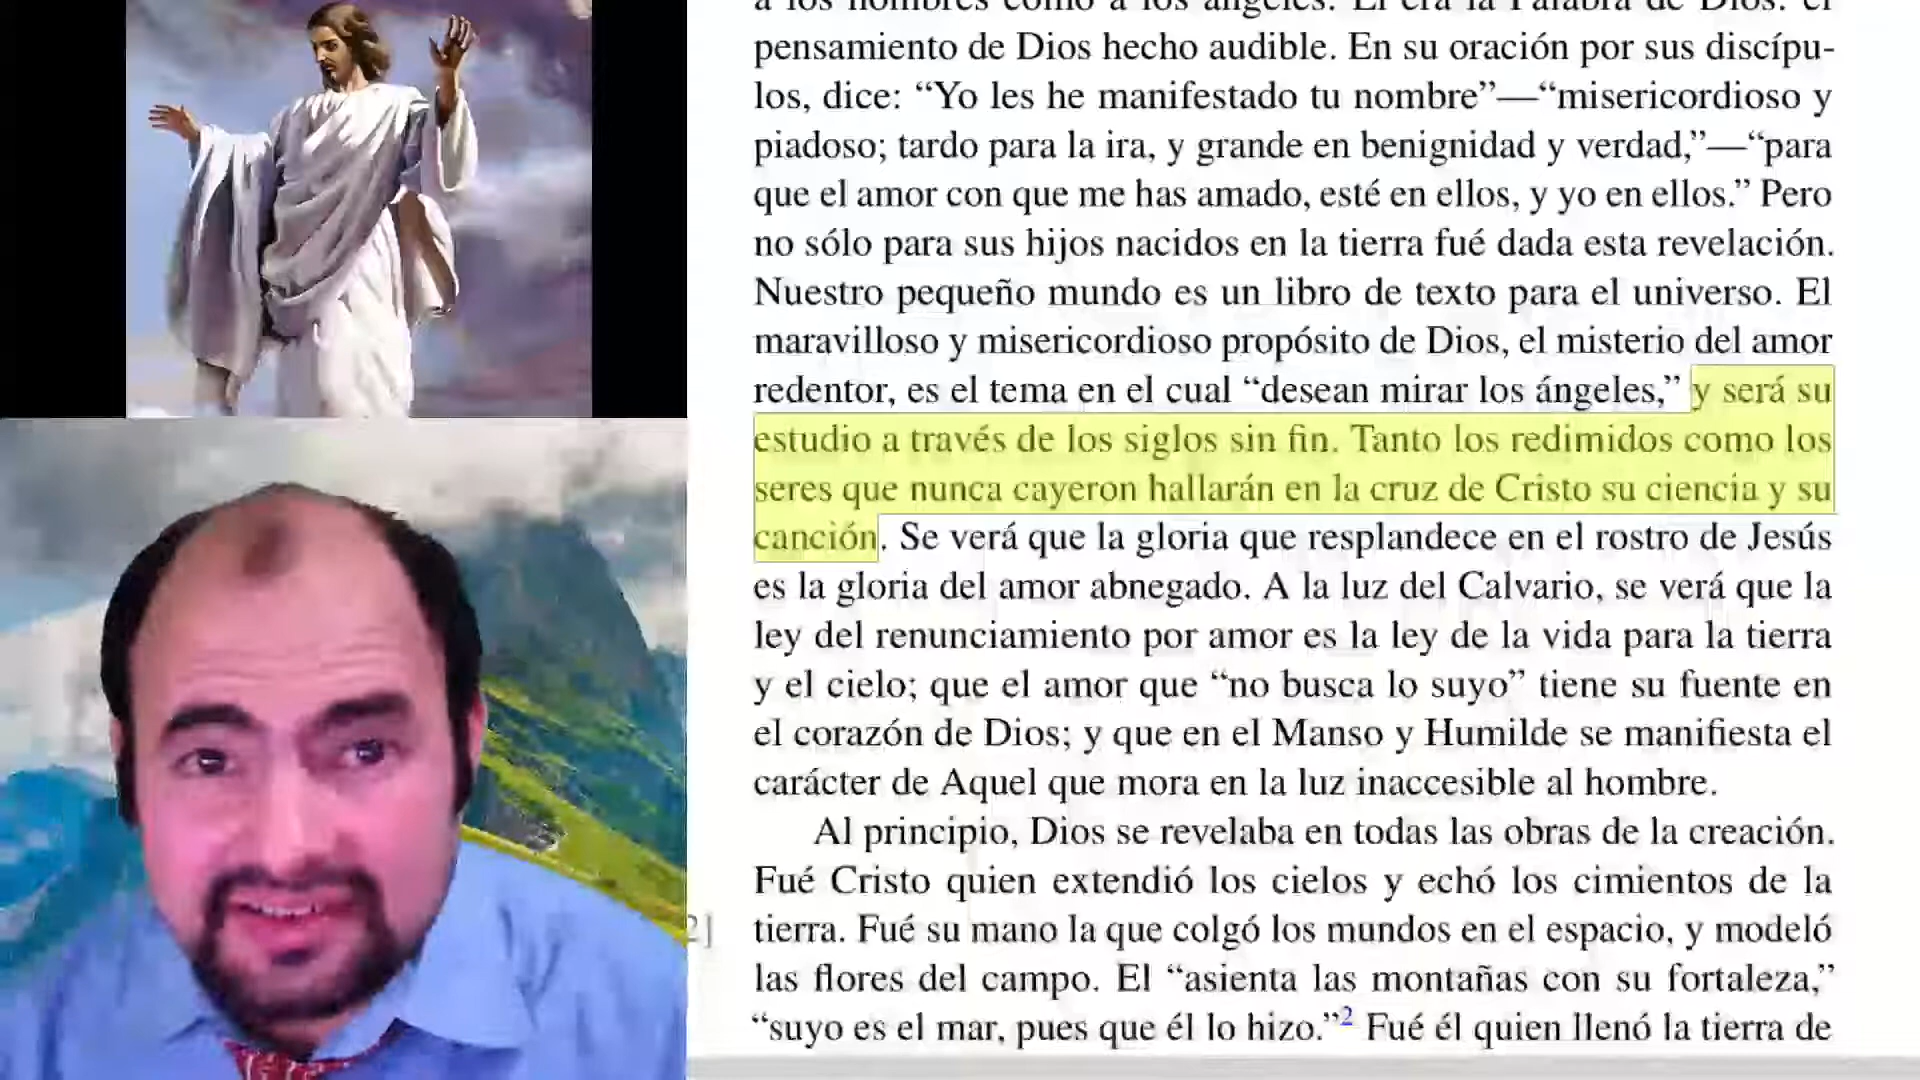 a los hombres como a los ángeles. El era la Palabra de Dios: el
pensamiento de Dios hecho audible. En su oración por sus discípu-
los, dice: “Yo les he manifestado tu nombre”—“misericordioso y
piadoso; tardo para la ira, y grande en benignidad y verdad,”—“para
que el amor con que me has amado, esté en ellos, y yo en ellos.” Pero
no sólo para sus hijos nacidos en la tierra fué dada esta revelación.
Nuestro pequeño mundo es un libro de texto para el universo. El
maravilloso y misericordioso propósito de Dios, el misterio del amor
redentor, es el tema en el cual “desean mirar los ángeles,” y será su
estudio a través de los siglos sin fin. Tanto los redimidos como los
seres que nunca cayeron hallarán en la cruz de Cristo su ciencia y su
canción. Se verá que la gloria que resplandece en el rostro de Jesús
es la gloria del amor abnegado. A la luz del Calvario, se verá que la
ley del renunciamiento por amor es la ley de la vida para la tierra
y el cielo; que el amor que “no busca lo suyo” tiene su fuente en
el corazón de Dios; y que en el Manso y Humilde se manifiesta el
carácter de Aquel que mora en la luz inaccesible al hombre.
Al principio, Dios se revelaba en todas las obras de la creación.
Fué Cristo quien extendió los cielos y echó los cimientos de la
2] tierra. Fué su mano la que colgó los mundos en el espacio, y modeló
las flores del campo. El “asienta las montañas con su fortaleza,”
“suyo es el mar, pues que él lo hizo.”2 Fué él quien llenó la tierra de